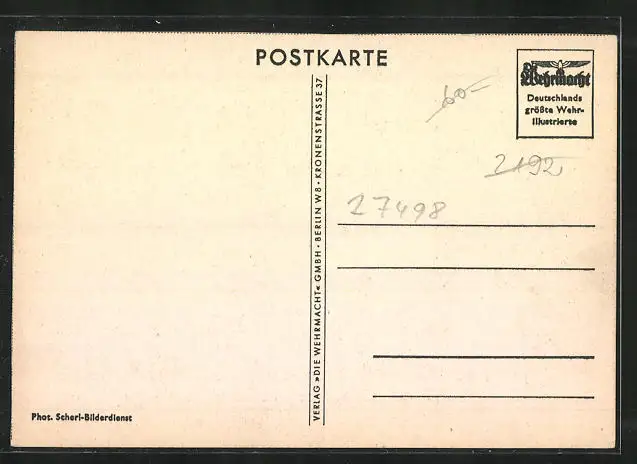 POSTKARTE
Die Wehrmacht
Deutschlands
größte Wehr-
illustrierte
60-
2192
27498
VERLAG »DIE WEHRMACHT« GMBH · BERLIN W 8 · KRONENSTRASSE 37
Phot. Scherl-Bilderdienst